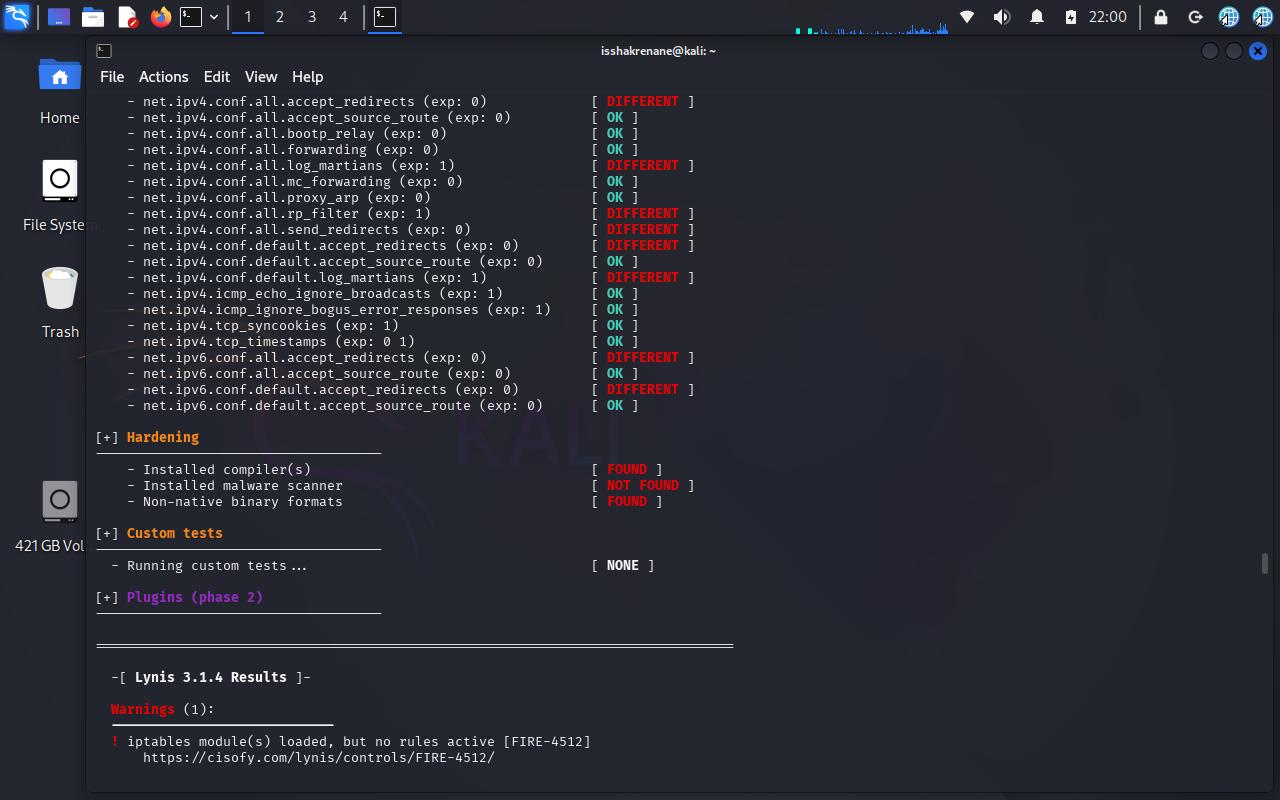 1 2 3 4 22:00
isshakrenane@kali: ~
File Actions Edit View Help
Home
File System
Trash
421 GB Vol
- net.ipv4.conf.all.accept_redirects (exp: 0) [ DIFFERENT ]
- net.ipv4.conf.all.accept_source_route (exp: 0) [ OK ]
- net.ipv4.conf.all.bootp_relay (exp: 0) [ OK ]
- net.ipv4.conf.all.forwarding (exp: 0) [ OK ]
- net.ipv4.conf.all.log_martians (exp: 1) [ DIFFERENT ]
- net.ipv4.conf.all.mc_forwarding (exp: 0) [ OK ]
- net.ipv4.conf.all.proxy_arp (exp: 0) [ OK ]
- net.ipv4.conf.all.rp_filter (exp: 1) [ DIFFERENT ]
- net.ipv4.conf.all.send_redirects (exp: 0) [ DIFFERENT ]
- net.ipv4.conf.default.accept_redirects (exp: 0) [ DIFFERENT ]
- net.ipv4.conf.default.accept_source_route (exp: 0) [ OK ]
- net.ipv4.conf.default.log_martians (exp: 1) [ DIFFERENT ]
- net.ipv4.icmp_echo_ignore_broadcasts (exp: 1) [ OK ]
- net.ipv4.icmp_ignore_bogus_error_responses (exp: 1) [ OK ]
- net.ipv4.tcp_syncookies (exp: 1) [ OK ]
- net.ipv4.tcp_timestamps (exp: 0 1) [ OK ]
- net.ipv6.conf.all.accept_redirects (exp: 0) [ DIFFERENT ]
- net.ipv6.conf.all.accept_source_route (exp: 0) [ OK ]
- net.ipv6.conf.default.accept_redirects (exp: 0) [ DIFFERENT ]
- net.ipv6.conf.default.accept_source_route (exp: 0) [ OK ]
[+] Hardening
- Installed compiler(s) [ FOUND ]
- Installed malware scanner [ NOT FOUND ]
- Non-native binary formats [ FOUND ]
[+] Custom tests
- Running custom tests... [ NONE ]
[+] Plugins (phase 2)
-[ Lynis 3.1.4 Results ]-
Warnings (1):
! iptables module(s) loaded, but no rules active [FIRE-4512]
https://cisofy.com/lynis/controls/FIRE-4512/
KALI